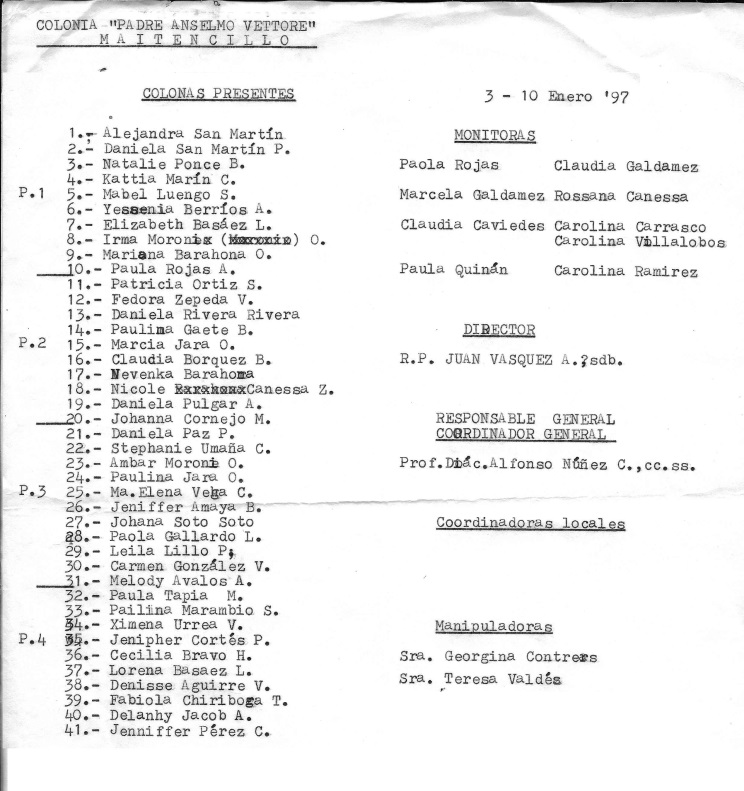 COLONIA "PADRE ANSELMO VETTORE"
M A I T E N C I L L O
COLONAS PRESENTES
1.- Alejandra San Martín
2.- Daniela San Martín P.
3.- Natalie Ponce B.
4.- Kattia Marín C.
P.1 5.- Mabel Luengo S.
6.- Yessenia Berríos A.
7.- Elizabeth Basáez L.
8.- Irma Moronis (Moronix) O.
9.- Mariana Barahona O.
10.- Paula Rojas A.
11.- Patricia Ortiz S.
12.- Fedora Zepeda V.
13.- Daniela Rivera Rivera
14.- Paulina Gaete B.
P.2 15.- Marcia Jara O.
16.- Claudia Borquez B.
17.- Nevenka Barahona
18.- Nicole Canessa Z.
19.- Daniela Pulgar A.
20.- Johanna Cornejo M.
21.- Daniela Paz P.
22.- Stephanie Umaña C.
23.- Ambar Moroni O.
24.- Paulina Jara O.
P.3 25.- Ma.Elena Vega C.
26.- Jeniffer Amaya B.
27.- Johana Soto Soto
28.- Paola Gallardo L.
29.- Leila Lillo P.
30.- Carmen González V.
31.- Melody Avalos A.
32.- Paula Tapia M.
33.- Pailina Marambio S.
34.- Ximena Urrea V.
P.4 35.- Jenipher Cortés P.
36.- Cecilia Bravo H.
37.- Lorena Basaez L.
38.- Denisse Aguirre V.
39.- Fabiola Chiriboga T.
40.- Delanhy Jacob A.
41.- Jenniffer Pérez C.
3 - 10 Enero '97
MONITORAS
Paola Rojas Claudia Galdamez
Marcela Galdamez Rossana Canessa
Claudia Caviedes Carolina Carrasco
Carolina Villalobos
Paula Quinán Carolina Ramirez
DIRECTOR
R.P. JUAN VASQUEZ A.,sdb.
RESPONSABLE GENERAL
COORDINADOR GENERAL
Prof.Diác.Alfonso Núñez C.,cc.ss.
Coordinadoras locales
Manipuladoras
Sra. Georgina Contreras
Sra. Teresa Valdés